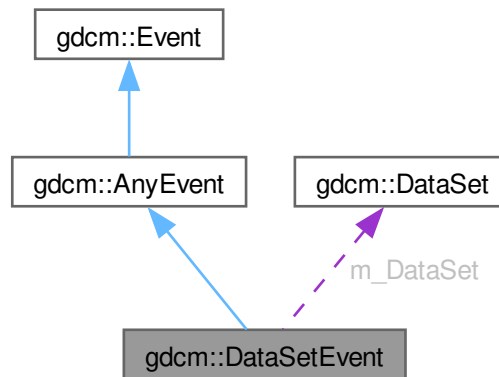 gdcm::Event
gdcm::AnyEvent
gdcm::DataSet
m_DataSet
gdcm::DataSetEvent